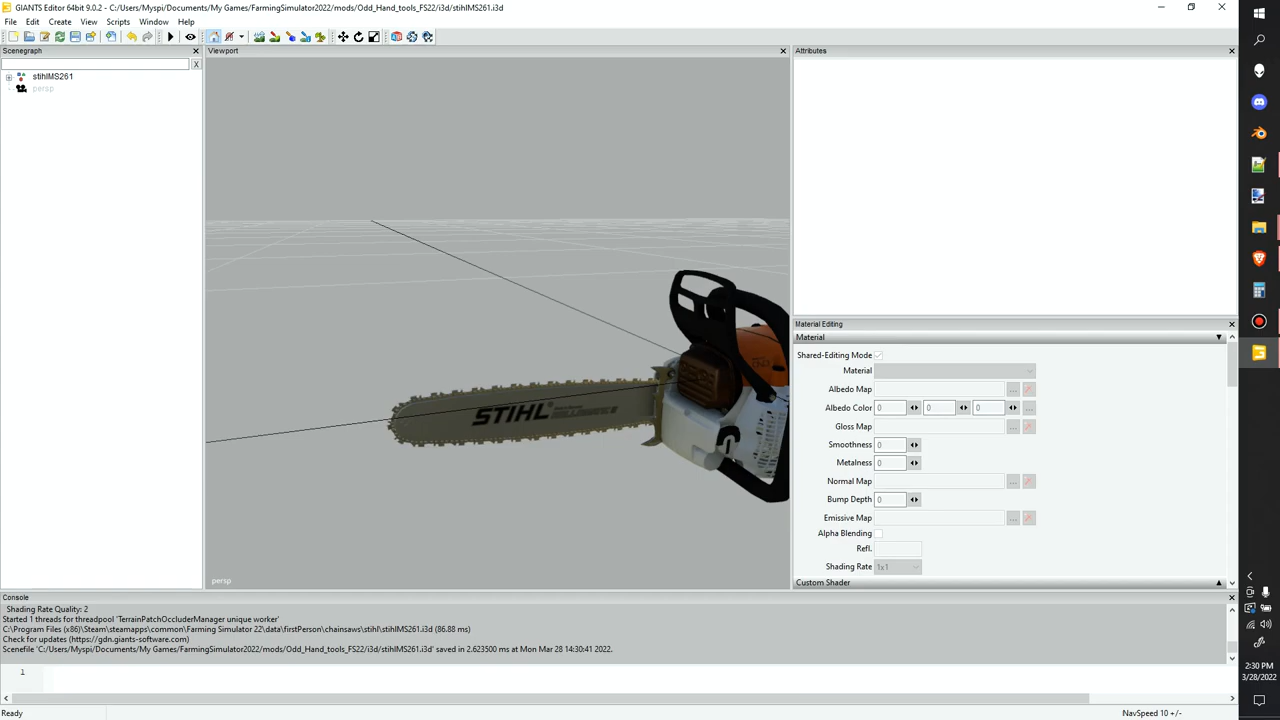 GIANTS Editor 64bit 9.0.2 - C:/Users/Myspi/Documents/My Games/FarmingSimulator2022/mods/Odd_Hand_tools_FS22/i3d/stihlMS261.i3d
File Edit Create View Scripts Window Help
Scenegraph
X
stihlMS261
persp
Viewport
STIHL
persp
Attributes
Material Editing
Material
Shared-Editing Mode
Material
Albedo Map
Albedo Color 0 0 0
Gloss Map
Smoothness 0
Metalness 0
Normal Map
Bump Depth 0
Emissive Map
Alpha Blending
Refl.
Shading Rate 1x1
Custom Shader
Console
Shading Rate Quality: 2
Started 1 threads for threadpool 'TerrainPatchOccluderManager unique worker'
C:\Program Files (x86)\Steam\steamapps\common\Farming Simulator 22\data\firstPerson\chainsaws\stihl\stihlMS261.i3d (86.88 ms)
Check for updates (https://gdn.giants-software.com)
Scenefile 'C:/Users/Myspi/Documents/My Games/FarmingSimulator2022/mods/Odd_Hand_tools_FS22/i3d/stihlMS261.i3d' saved in 2.623500 ms at Mon Mar 28 14:30:41 2022.
1
Ready
NavSpeed 10 +/-
2:30 PM
3/28/2022